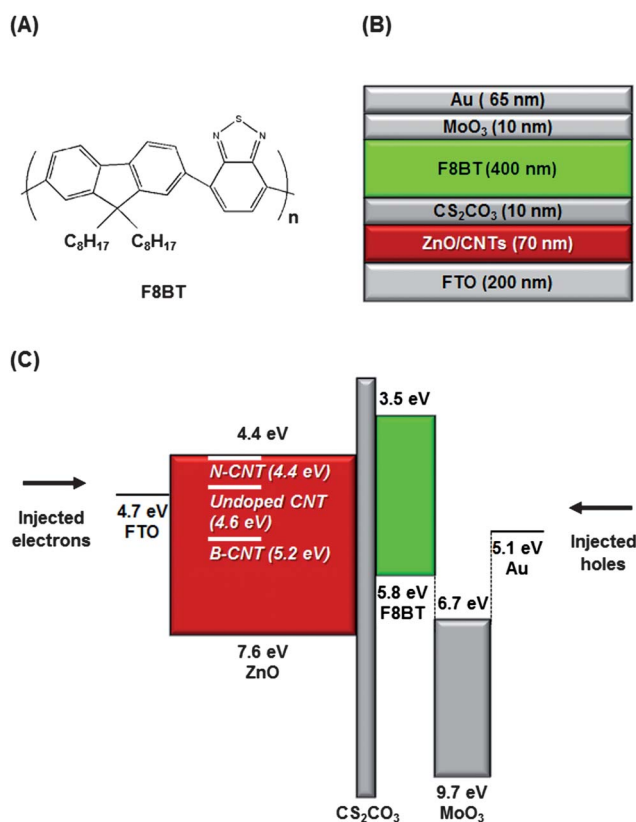 (A)
S
N
N
n
C₈H₁₇ C₈H₁₇
F8BT
(B)
Au ( 65 nm)
MoO₃ (10 nm)
F8BT (400 nm)
CS₂CO₃ (10 nm)
ZnO/CNTs (70 nm)
FTO (200 nm)
(C)
Injected
electrons
4.7 eV
FTO
4.4 eV
N-CNT (4.4 eV)
Undoped CNT
(4.6 eV)
B-CNT (5.2 eV)
7.6 eV
ZnO
CS₂CO₃
3.5 eV
5.8 eV
F8BT
6.7 eV
9.7 eV
MoO₃
5.1 eV
Au
Injected
holes